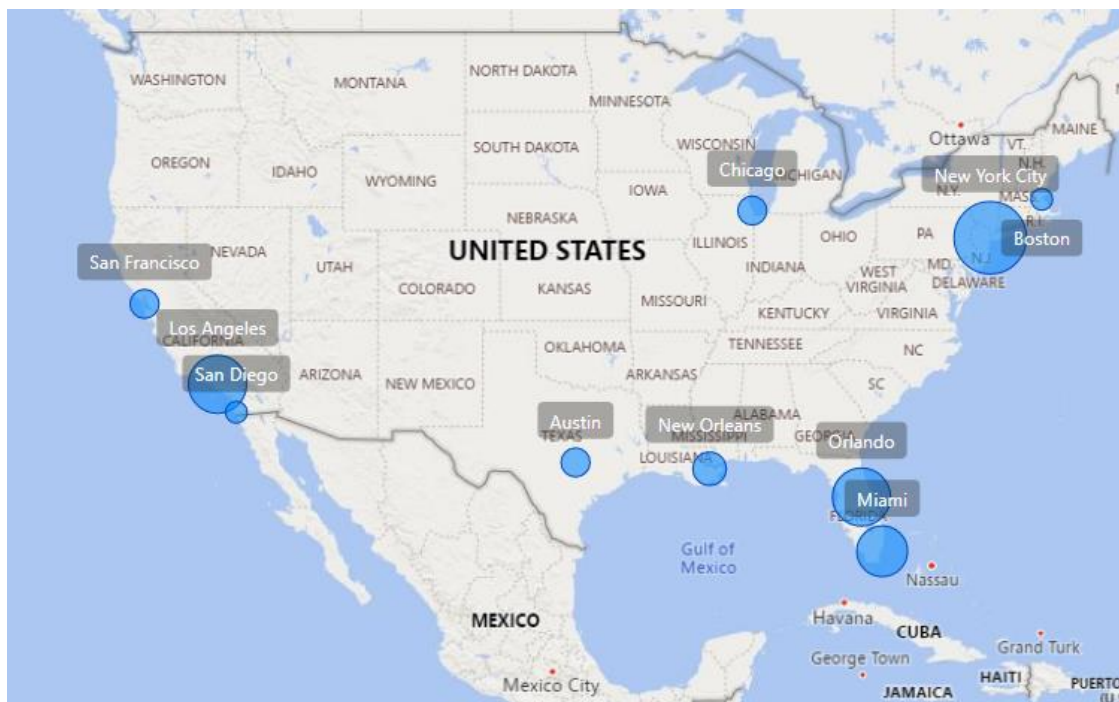 WASHINGTON
MONTANA
NORTH DAKOTA
MINNESOTA
Ottawa
MAINE
VT.
N.H.
OREGON
IDAHO
WYOMING
SOUTH DAKOTA
WISCONSIN
Chicago
MICHIGAN
New York City
N.Y.
MASS.
R.I.
IOWA
NEBRASKA
San Francisco
NEVADA
UTAH
UNITED STATES
COLORADO
KANSAS
ILLINOIS
INDIANA
OHIO
PA
N.J.
Boston
MD.
DELAWARE
WEST
VIRGINIA
VIRGINIA
MISSOURI
KENTUCKY
Los Angeles
CALIFORNIA
San Diego
ARIZONA
NEW MEXICO
OKLAHOMA
ARKANSAS
TENNESSEE
NC
SC
Austin
TEXAS
New Orleans
MISSISSIPPI
LOUISIANA
ALABAMA
GEORGIA
Orlando
Miami
FLORIDA
Gulf of
Mexico
Nassau
MEXICO
Havana
CUBA
Mexico City
George Town
JAMAICA
Grand Turk
HAITI
PUERTO